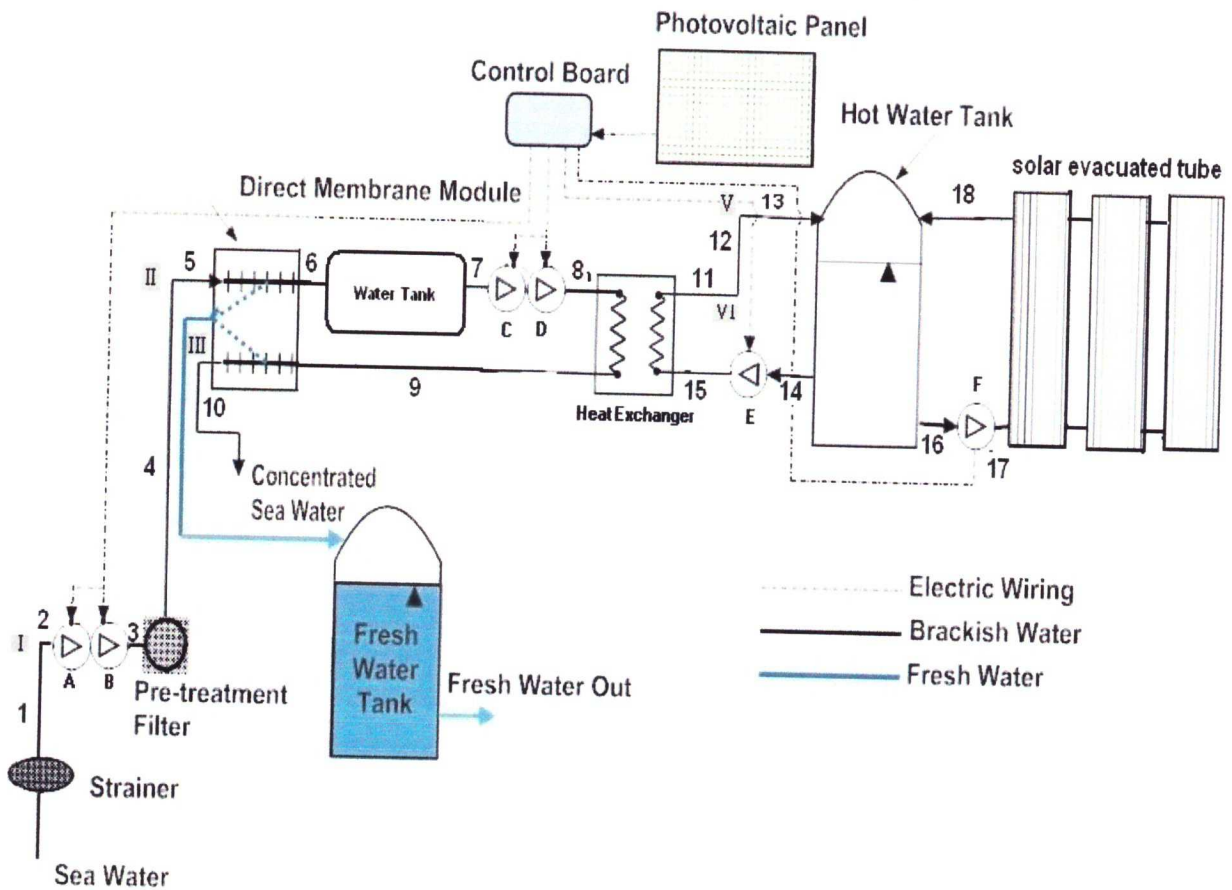 Photovoltaic Panel
Control Board
Hot Water Tank
solar evacuated tube
Direct Membrane Module
V
13
18
12
5
6
7
8
11
II
Water Tank
C
D
VI
III
9
10
15
14
E
F
Heat Exchanger
16
17
4
Concentrated
Sea Water
Electric Wiring
Brackish Water
Fresh Water
2
I
3
A
B
Fresh
Water
Tank
Fresh Water Out
Pre-treatment
Filter
1
Strainer
Sea Water